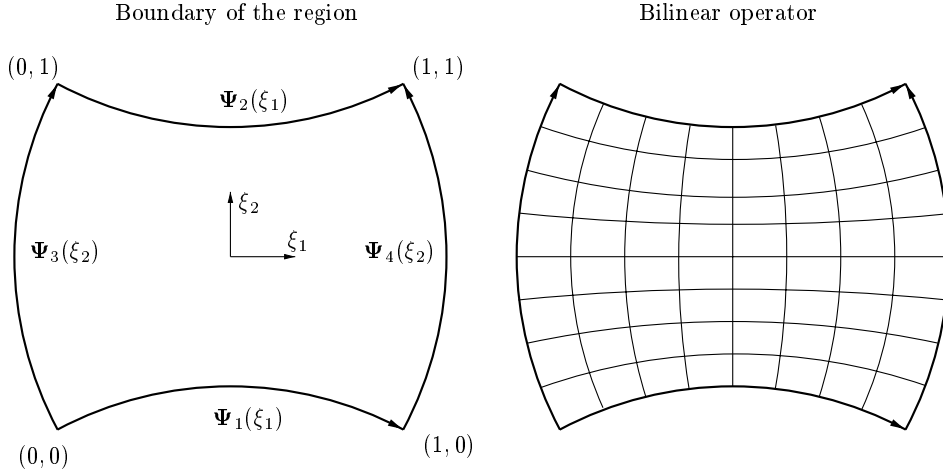 Boundary of the region
Bilinear operator
(0, 1)
(1, 1)
Ψ₂(ξ₁)
ξ₂
ξ₁
Ψ₃(ξ₂)
Ψ₄(ξ₂)
Ψ₁(ξ₁)
(0, 0)
(1, 0)